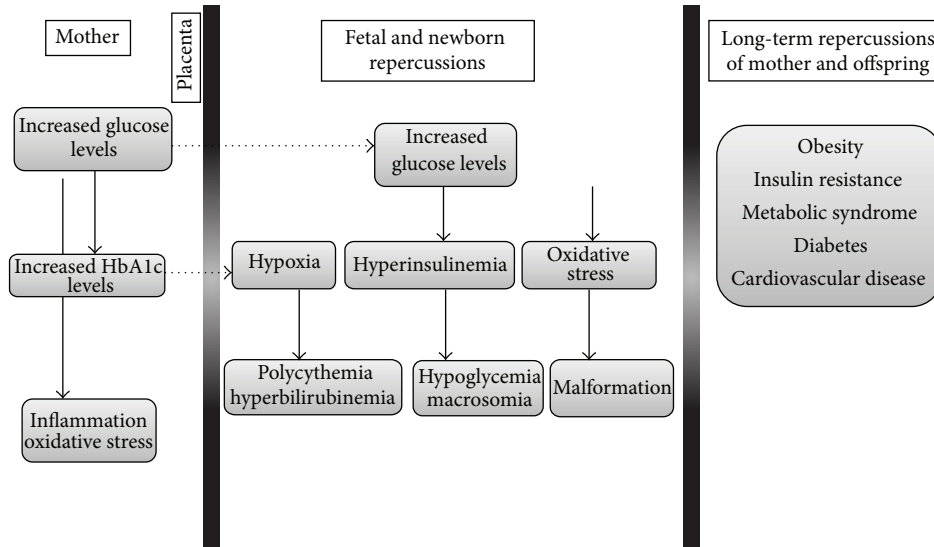 Mother
Placenta
Fetal and newborn
repercussions
Long-term repercussions
of mother and offspring
Increased glucose
levels
Increased
glucose levels
Obesity
Insulin resistance
Metabolic syndrome
Diabetes
Cardiovascular disease
Increased HbA1c
levels
Hypoxia
Hyperinsulinemia
Oxidative
stress
Polycythemia
hyperbilirubinemia
Hypoglycemia
macrosomia
Malformation
Inflammation
oxidative stress